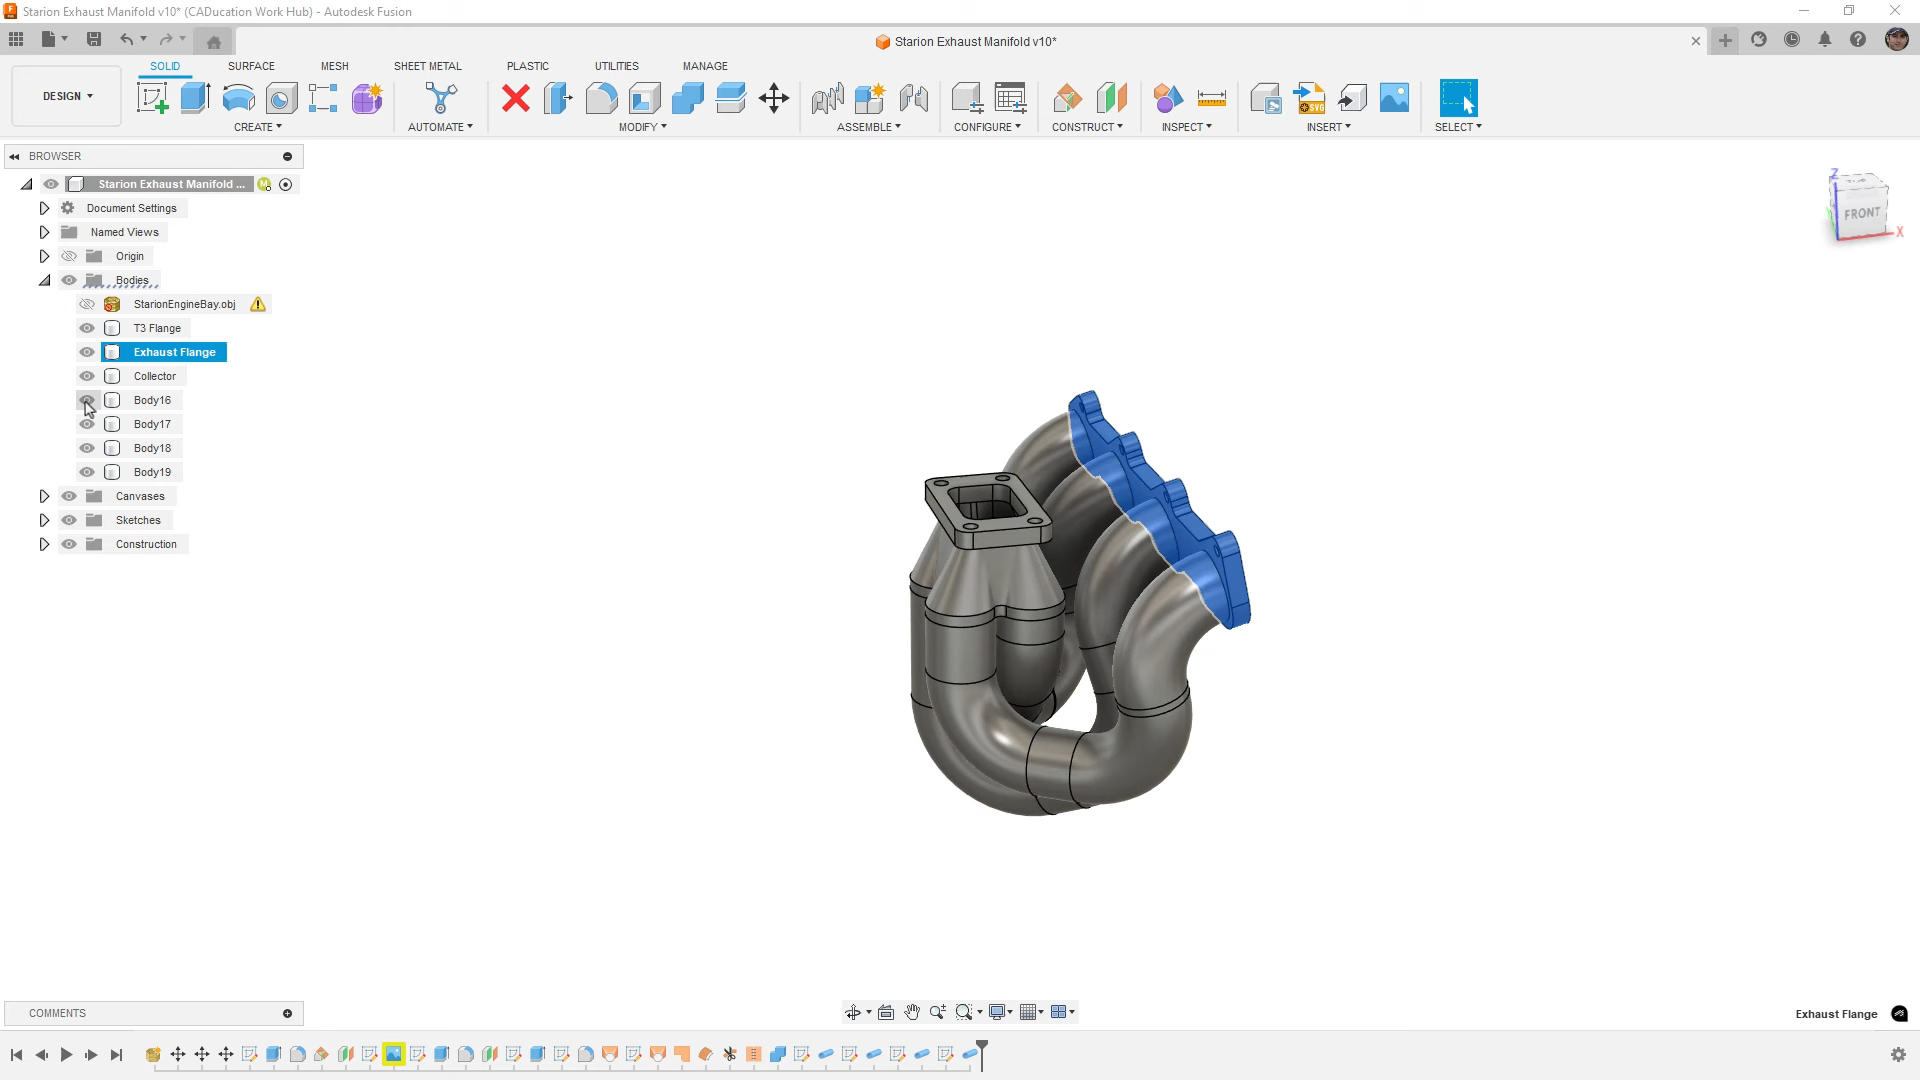 Starion Exhaust Manifold v10* (CADucation Work Hub) - Autodesk Fusion
Starion Exhaust Manifold v10*
SOLID SURFACE MESH SHEET METAL PLASTIC UTILITIES MANAGE
DESIGN
CREATE AUTOMATE MODIFY ASSEMBLE CONFIGURE CONSTRUCT INSPECT INSERT SELECT
SVG
BROWSER
Starion Exhaust Manifold ...
Document Settings
Named Views
Origin
Bodies
StarionEngineBay.obj
T3 Flange
Exhaust Flange
Collector
Body16
Body17
Body18
Body19
Canvases
Sketches
Construction
Z
TOP
FRONT
X
COMMENTS
Exhaust Flange